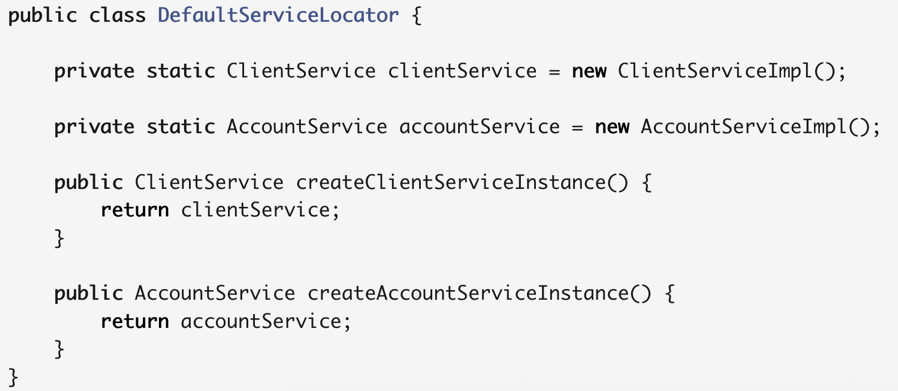 public class DefaultServiceLocator {
private static ClientService clientService = new ClientServiceImpl();
private static AccountService accountService = new AccountServiceImpl();
public ClientService createClientServiceInstance() {
return clientService;
}
public AccountService createAccountServiceInstance() {
return accountService;
}
}